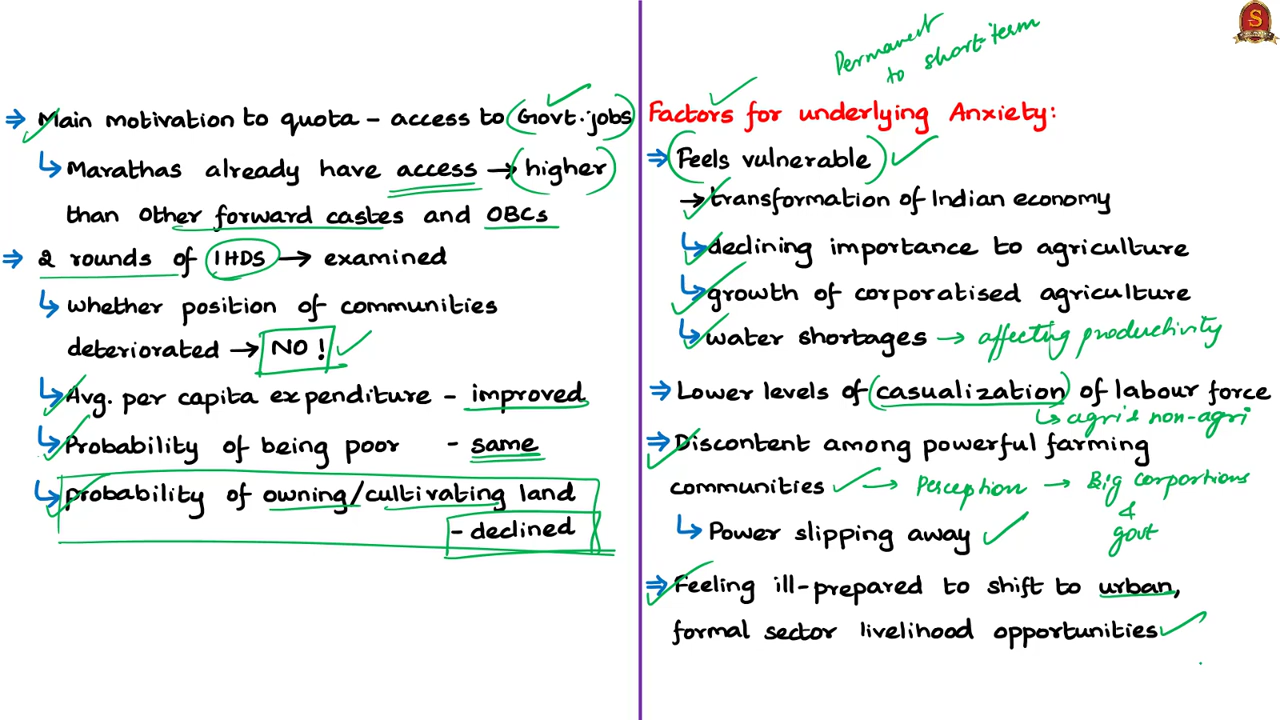 ⇒ Main motivation to quota – access to (Govt. jobs)
↳ Marathas already have access → (higher)
than other forward castes and OBCs
⇒ 2 rounds of IHDS → examined
↳ whether position of communities
deteriorated → NO!
↳ Avg. per capita expenditure - improved
↳ Probability of being poor - same
↳ probability of owning/cultivating land
- declined
S
Permanent
to short-term
Factors for underlying Anxiety:
⇒ (Feels vulnerable)
→ transformation of Indian economy
↳ declining importance to agriculture
↳ growth of corporatised agriculture
↳ water shortages → affecting productivity
⇒ Lower levels of (casualization) of labour force
↳ agri & non-agri
⇒ Discontent among powerful farming
communities → Perception → Big corportions
&
↳ Power slipping away govt
⇒ Feeling ill-prepared to shift to urban,
formal sector livelihood opportunities